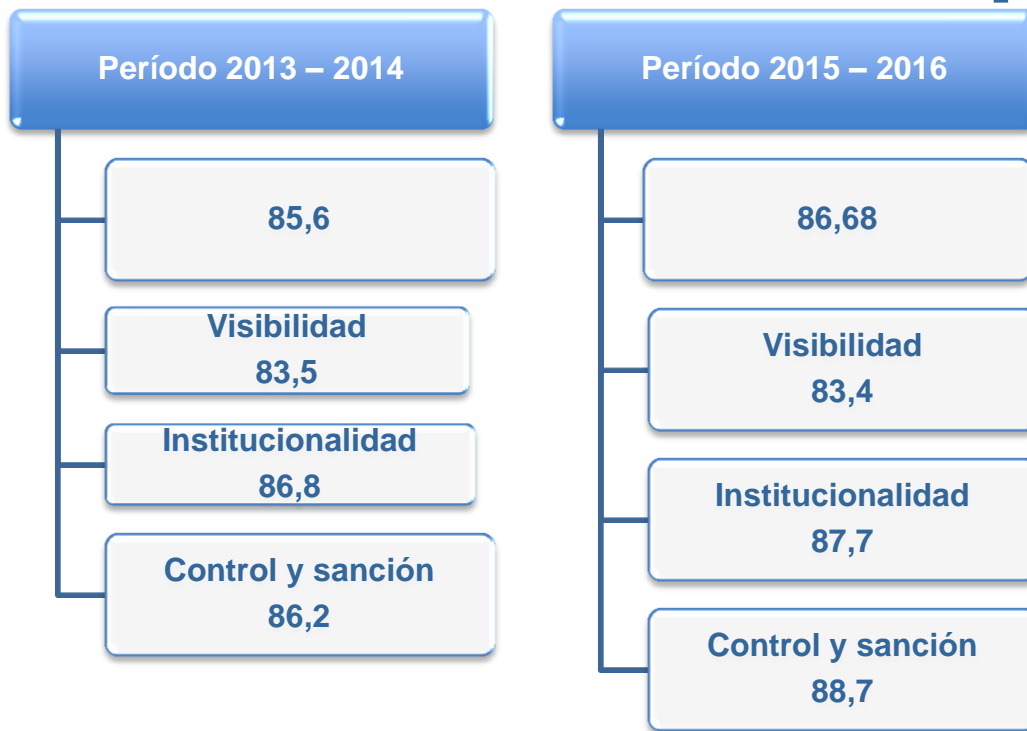 Período 2013 – 2014
85,6
Visibilidad
83,5
Institucionalidad
86,8
Control y sanción
86,2
Período 2015 – 2016
86,68
Visibilidad
83,4
Institucionalidad
87,7
Control y sanción
88,7